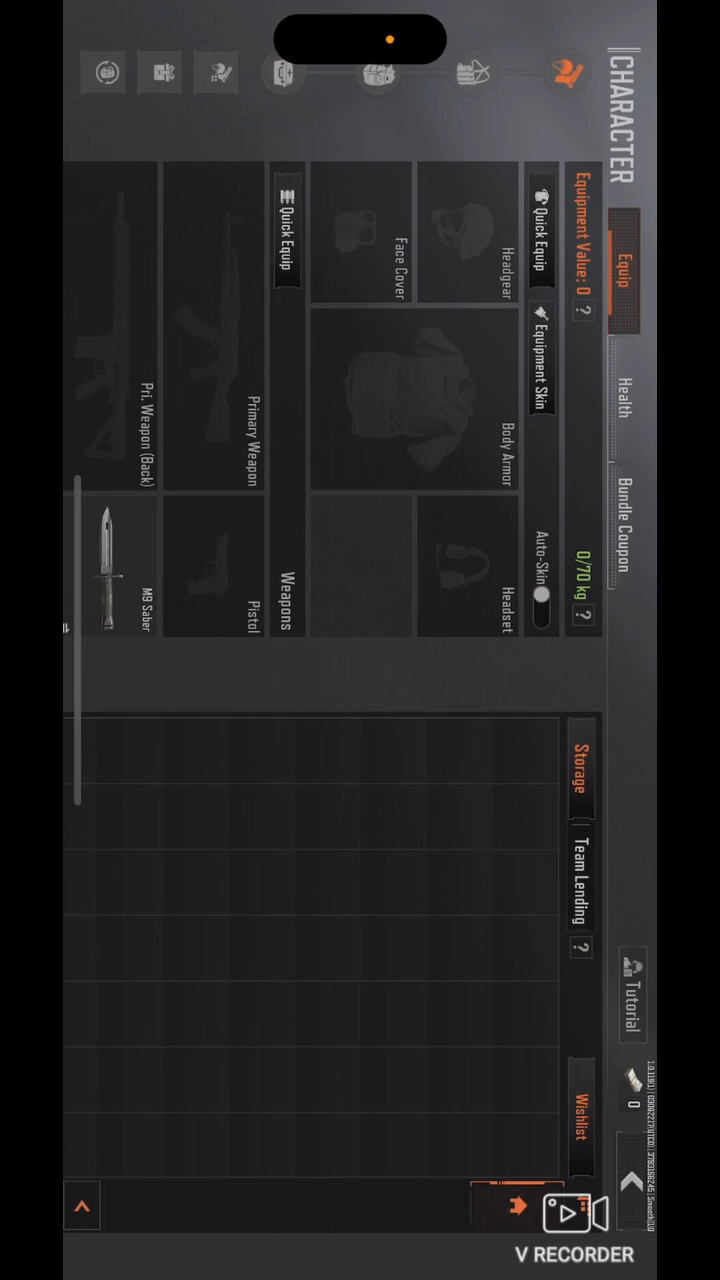 CHARACTER
Equip
Health
Bundle Coupon
Tutorial
0
Equipment Value: 0 ?
0/70 kg ?
Quick Equip
Equipment Skin
Auto-Skin
Headgear
Body Armor
Headset
Face Cover
Quick Equip
Weapons
Primary Weapon
Pistol
Pri. Weapon (Back)
M9 Saber
Storage
Team Lending
?
Wishlist
V RECORDER